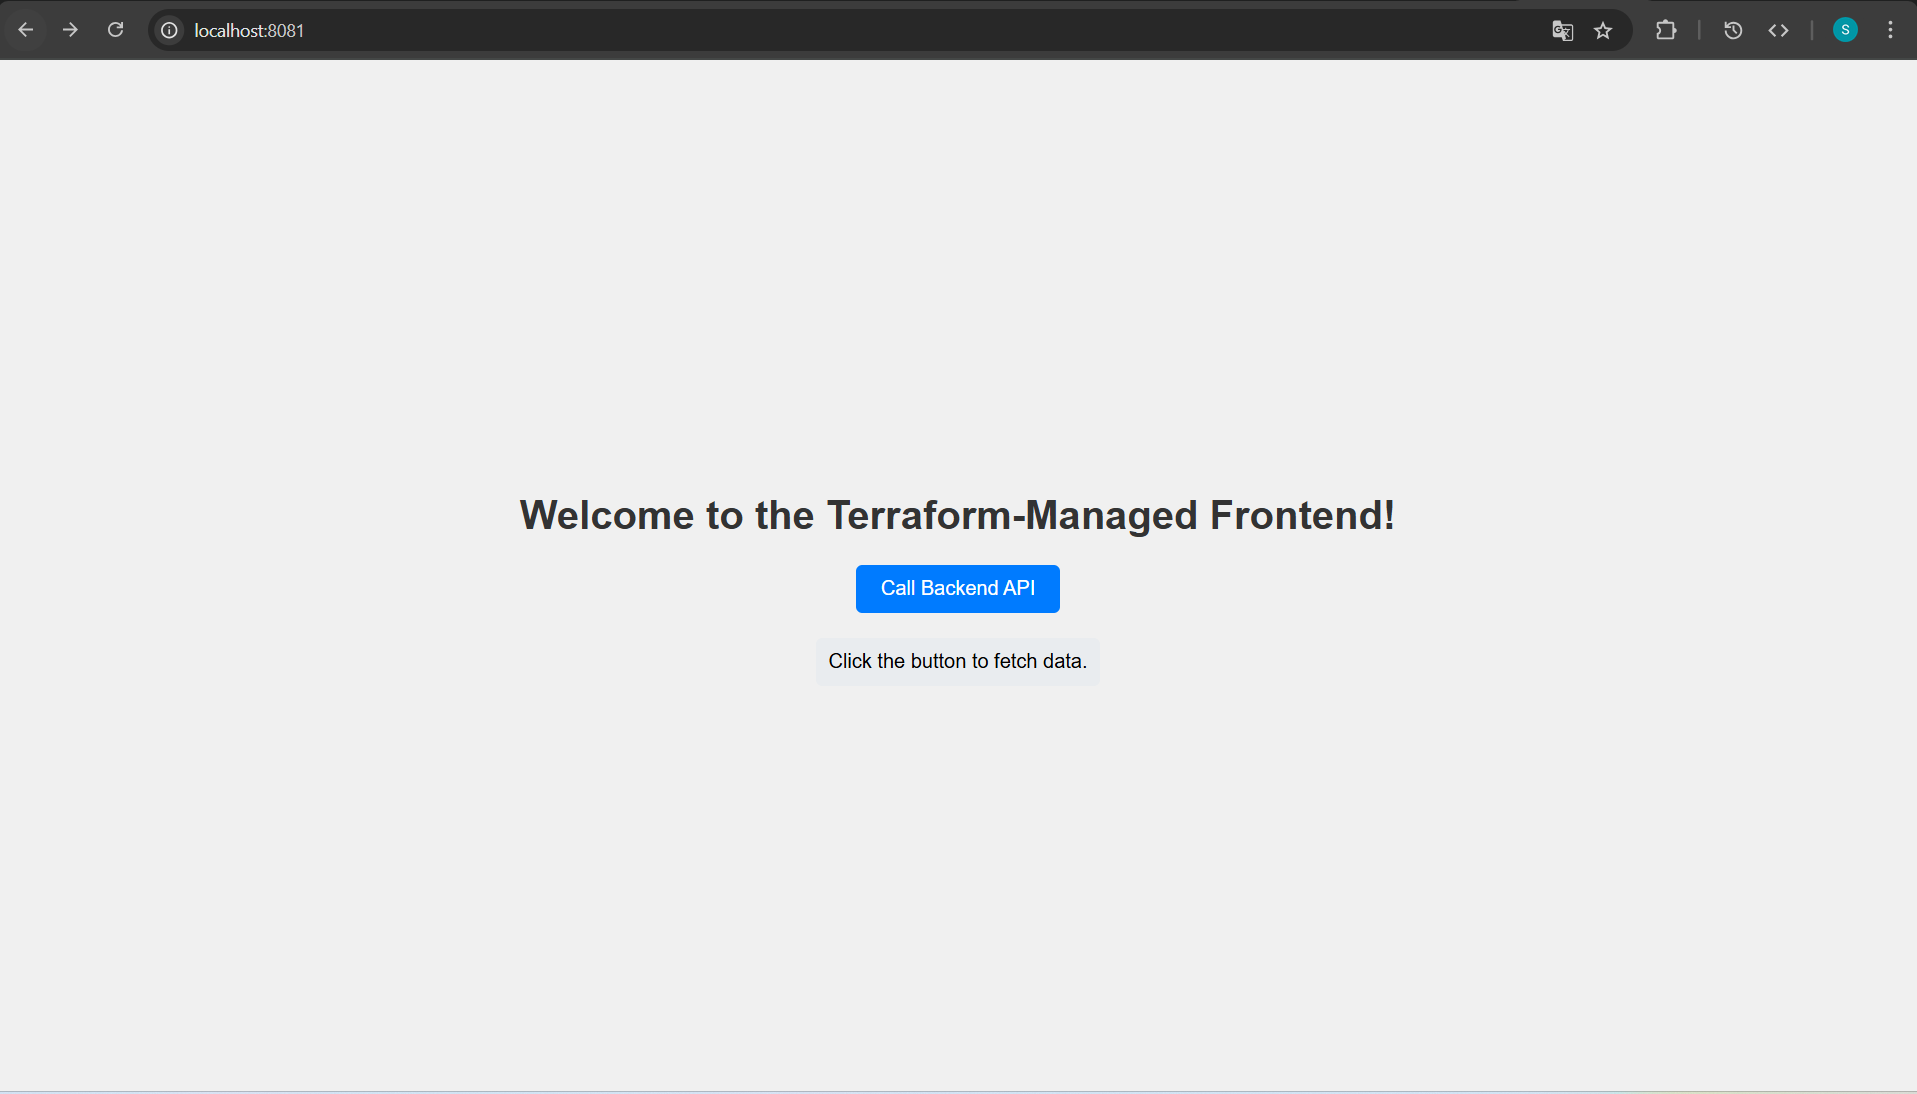 localhost:8081
S
Welcome to the Terraform-Managed Frontend!
Call Backend API
Click the button to fetch data.